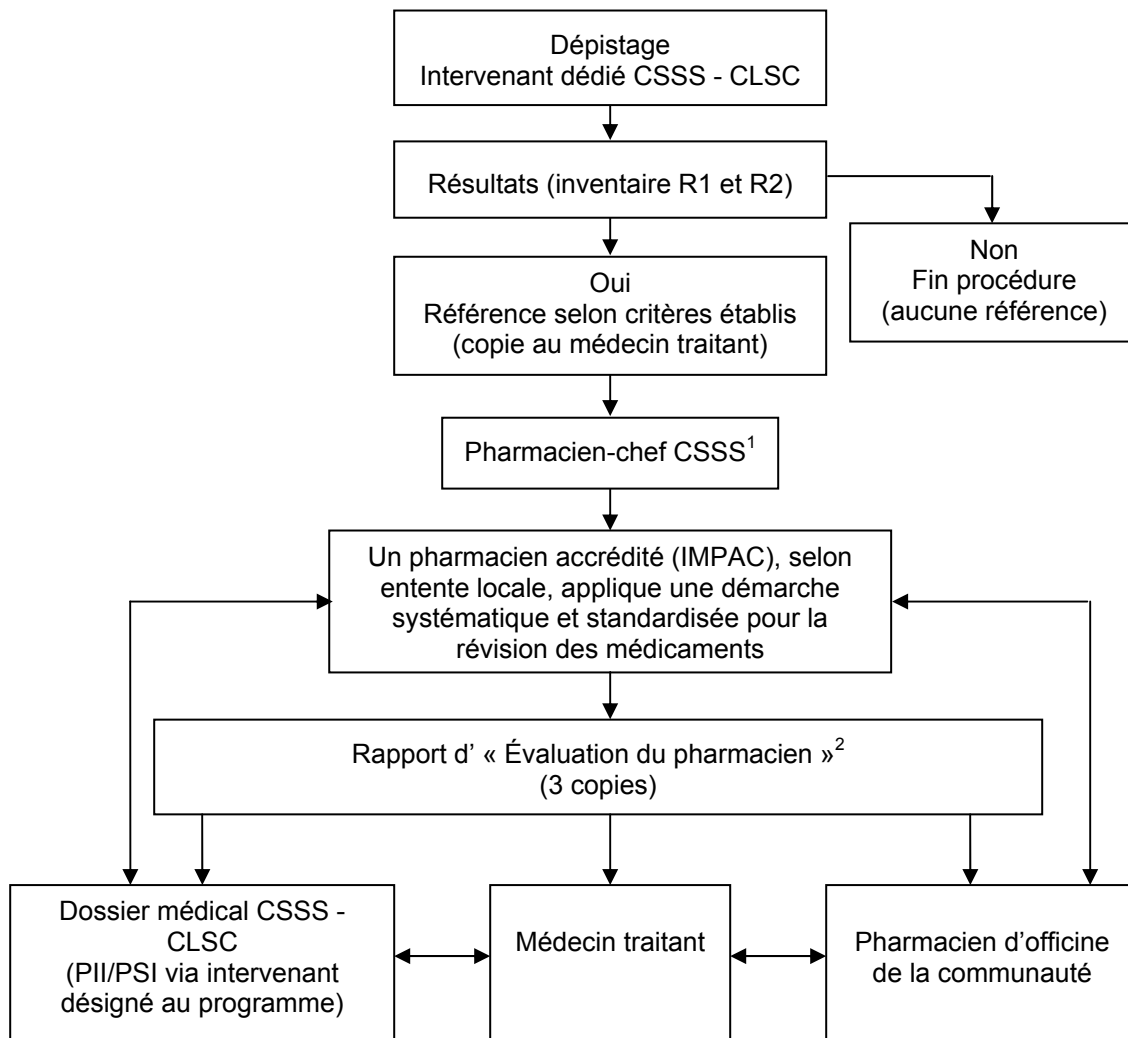 Dépistage
Intervenant dédié CSSS - CLSC
Résultats (inventaire R1 et R2)
Non
Fin procédure
(aucune référence)
Oui
Référence selon critères établis
(copie au médecin traitant)
Pharmacien-chef CSSS¹
Un pharmacien accrédité (IMPAC), selon
entente locale, applique une démarche
systématique et standardisée pour la
révision des médicaments
Rapport d’ « Évaluation du pharmacien »²
(3 copies)
Dossier médical CSSS -
CLSC
(PII/PSI via intervenant
désigné au programme)
Médecin traitant
Pharmacien d’officine
de la communauté